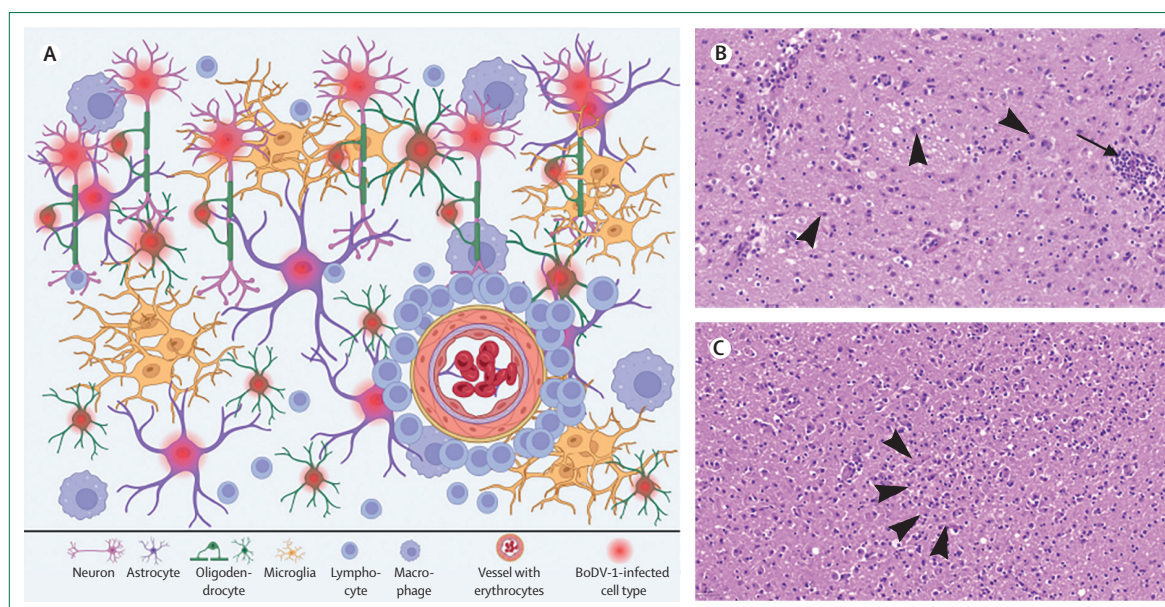 A
B
C
Neuron
Astrocyte
Oligoden-
drocyte
Microglia
Lympho-
cyte
Macro-
phage
Vessel with
erythrocytes
BoDV-1-infected
cell type